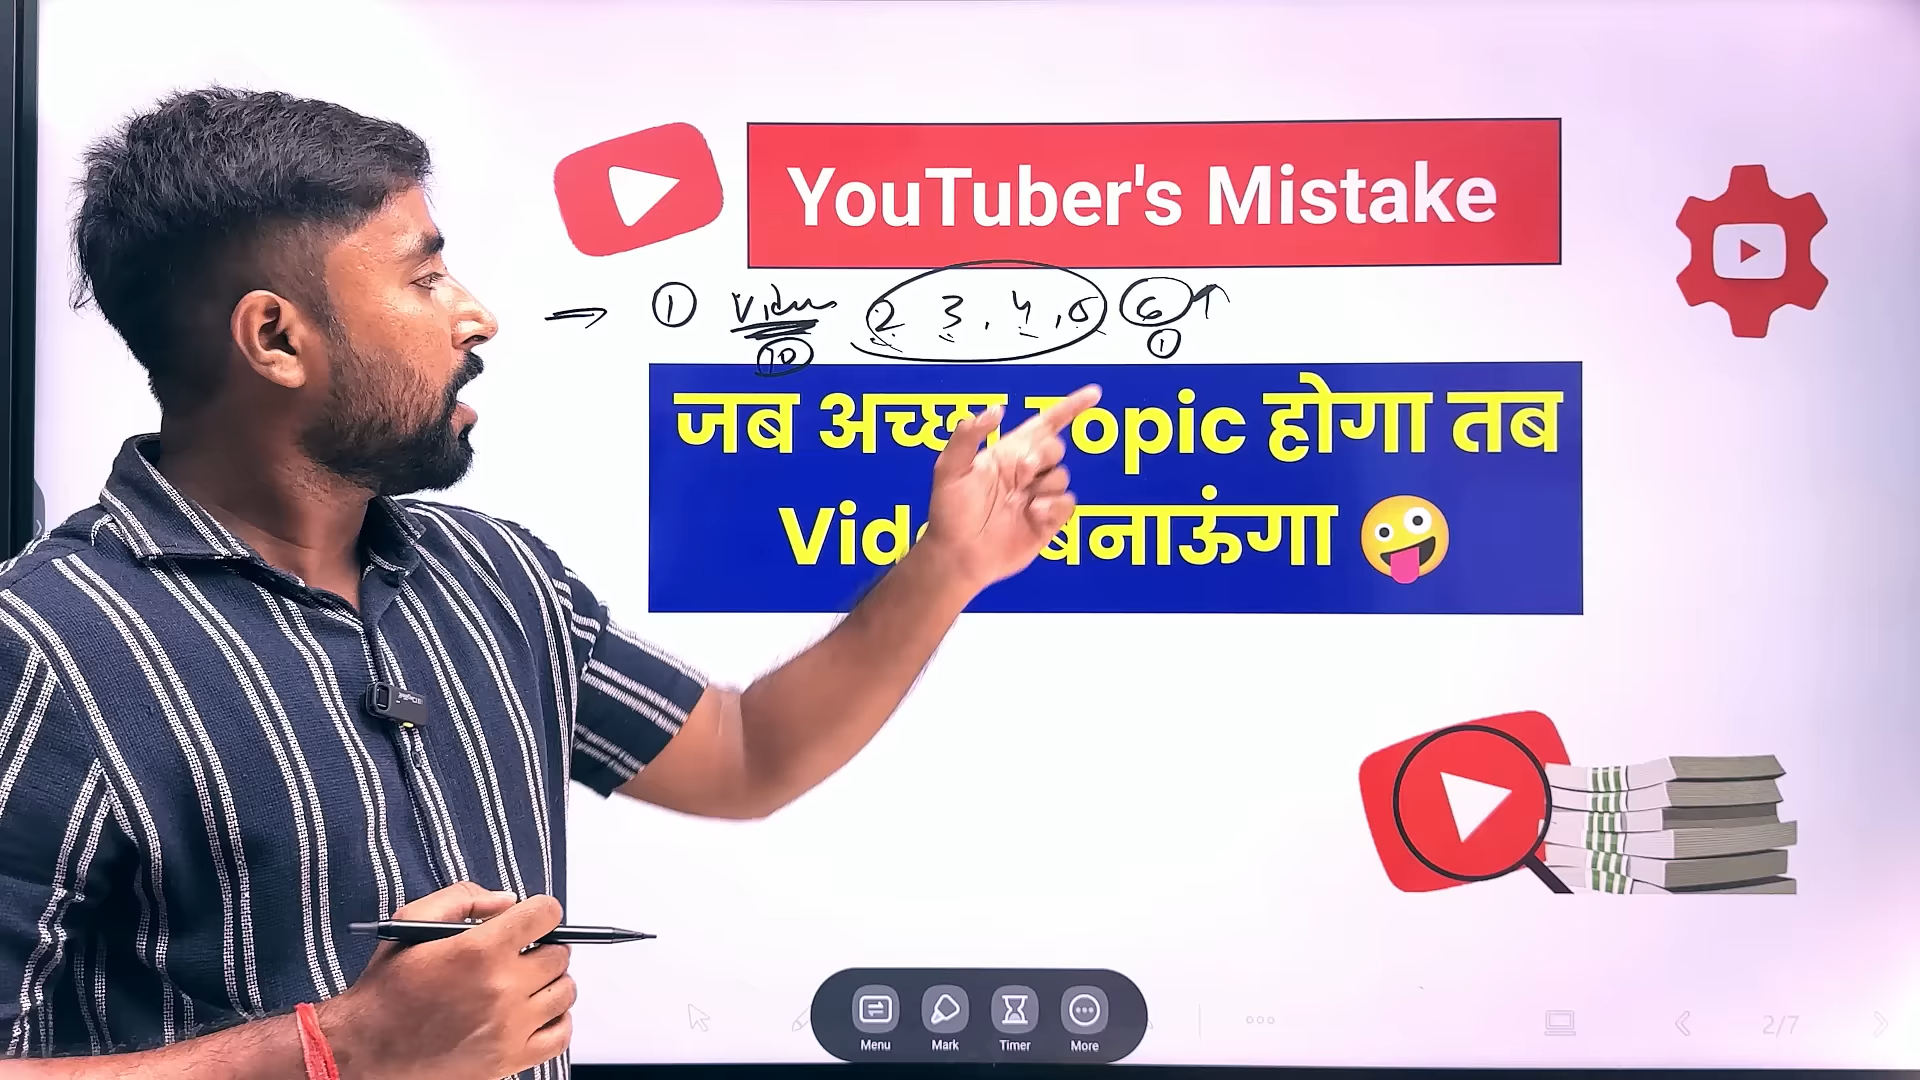 YouTuber's Mistake
→ ① Video 2 3, 4, 5 ⑥ ↑
⑩ ①
जब अच्छा Topic होगा तब
Video बनाऊंगा 🤪
Menu Mark Timer More
2/7